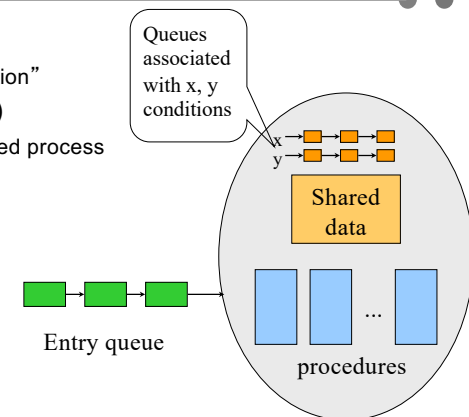 ion”
)
ed process
Queues
associated
with x, y
conditions
x
y
Shared
data
...
Entry queue
procedures